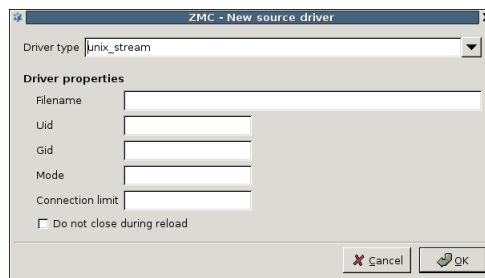 ZMC - New source driver
Driver type unix_stream
Driver properties
Filename
Uid
Gid
Mode
Connection limit
Do not close during reload
Cancel OK